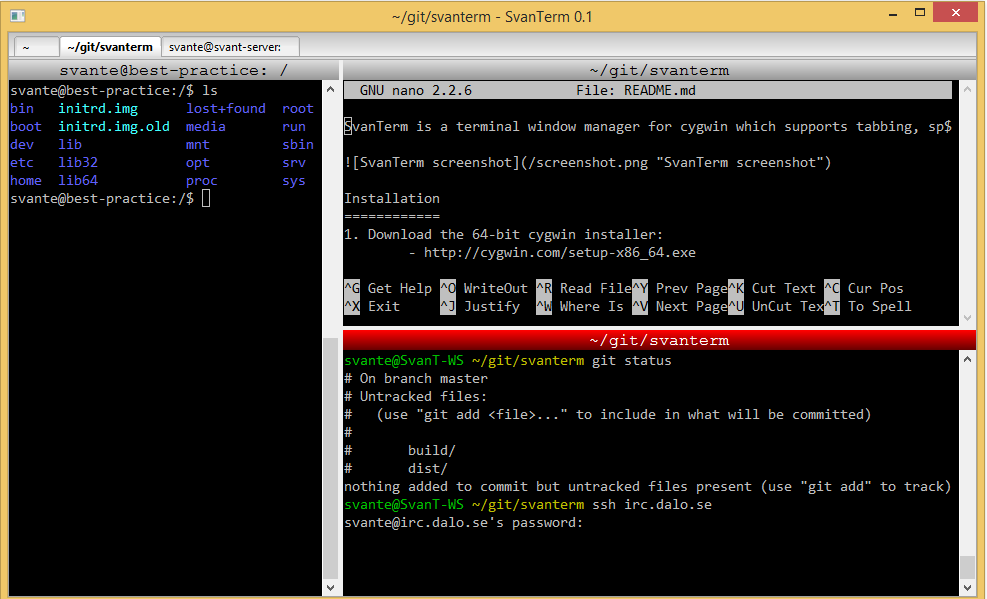 ~/git/svanterm - SvanTerm 0.1
~ ~/git/svanterm svante@svant-server:
svante@best-practice: /
svante@best-practice:/$ ls
bin initrd.img lost+found root
boot initrd.img.old media run
dev lib mnt sbin
etc lib32 opt srv
home lib64 proc sys
svante@best-practice:/$
~/git/svanterm
GNU nano 2.2.6 File: README.md
SvanTerm is a terminal window manager for cygwin which supports tabbing, sp$
![SvanTerm screenshot](/screenshot.png "SvanTerm screenshot")
Installation
============
1. Download the 64-bit cygwin installer:
- http://cygwin.com/setup-x86_64.exe
^G Get Help ^O WriteOut ^R Read File^Y Prev Page^K Cut Text ^C Cur Pos
^X Exit ^J Justify ^W Where Is ^V Next Page^U UnCut Tex^T To Spell
~/git/svanterm
svante@SvanT-WS ~/git/svanterm git status
# On branch master
# Untracked files:
#   (use "git add <file>..." to include in what will be committed)
#
#       build/
#       dist/
nothing added to commit but untracked files present (use "git add" to track)
svante@SvanT-WS ~/git/svanterm ssh irc.dalo.se
svante@irc.dalo.se's password: